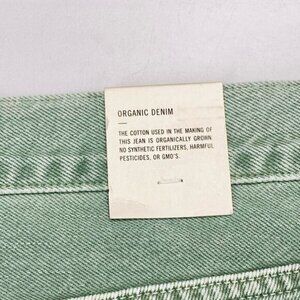 ORGANIC DENIM
THE COTTON USED IN THE MAKING OF
THIS JEAN IS ORGANICALLY GROWN.
NO SYNTHETIC FERTILIZERS, HARMFUL
PESTICIDES, OR GMO'S.